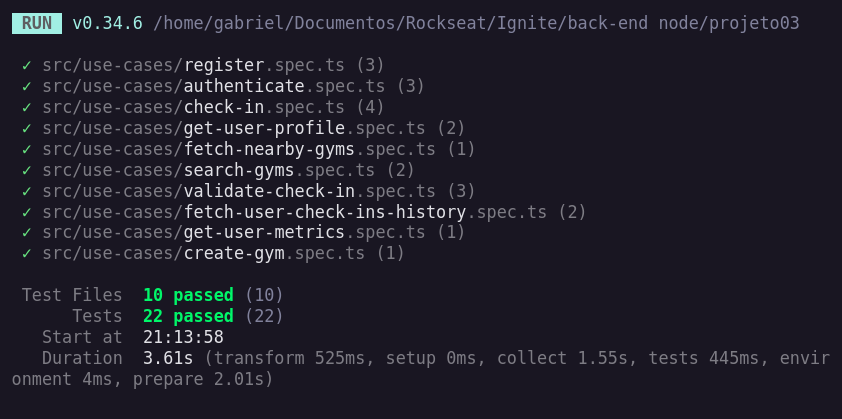 RUN v0.34.6 /home/gabriel/Documentos/Rockseat/Ignite/back-end node/projeto03
✓ src/use-cases/register.spec.ts (3)
✓ src/use-cases/authenticate.spec.ts (3)
✓ src/use-cases/check-in.spec.ts (4)
✓ src/use-cases/get-user-profile.spec.ts (2)
✓ src/use-cases/fetch-nearby-gyms.spec.ts (1)
✓ src/use-cases/search-gyms.spec.ts (2)
✓ src/use-cases/validate-check-in.spec.ts (3)
✓ src/use-cases/fetch-user-check-ins-history.spec.ts (2)
✓ src/use-cases/get-user-metrics.spec.ts (1)
✓ src/use-cases/create-gym.spec.ts (1)
Test Files 10 passed (10)
Tests 22 passed (22)
Start at 21:13:58
Duration 3.61s (transform 525ms, setup 0ms, collect 1.55s, tests 445ms, envir
onment 4ms, prepare 2.01s)